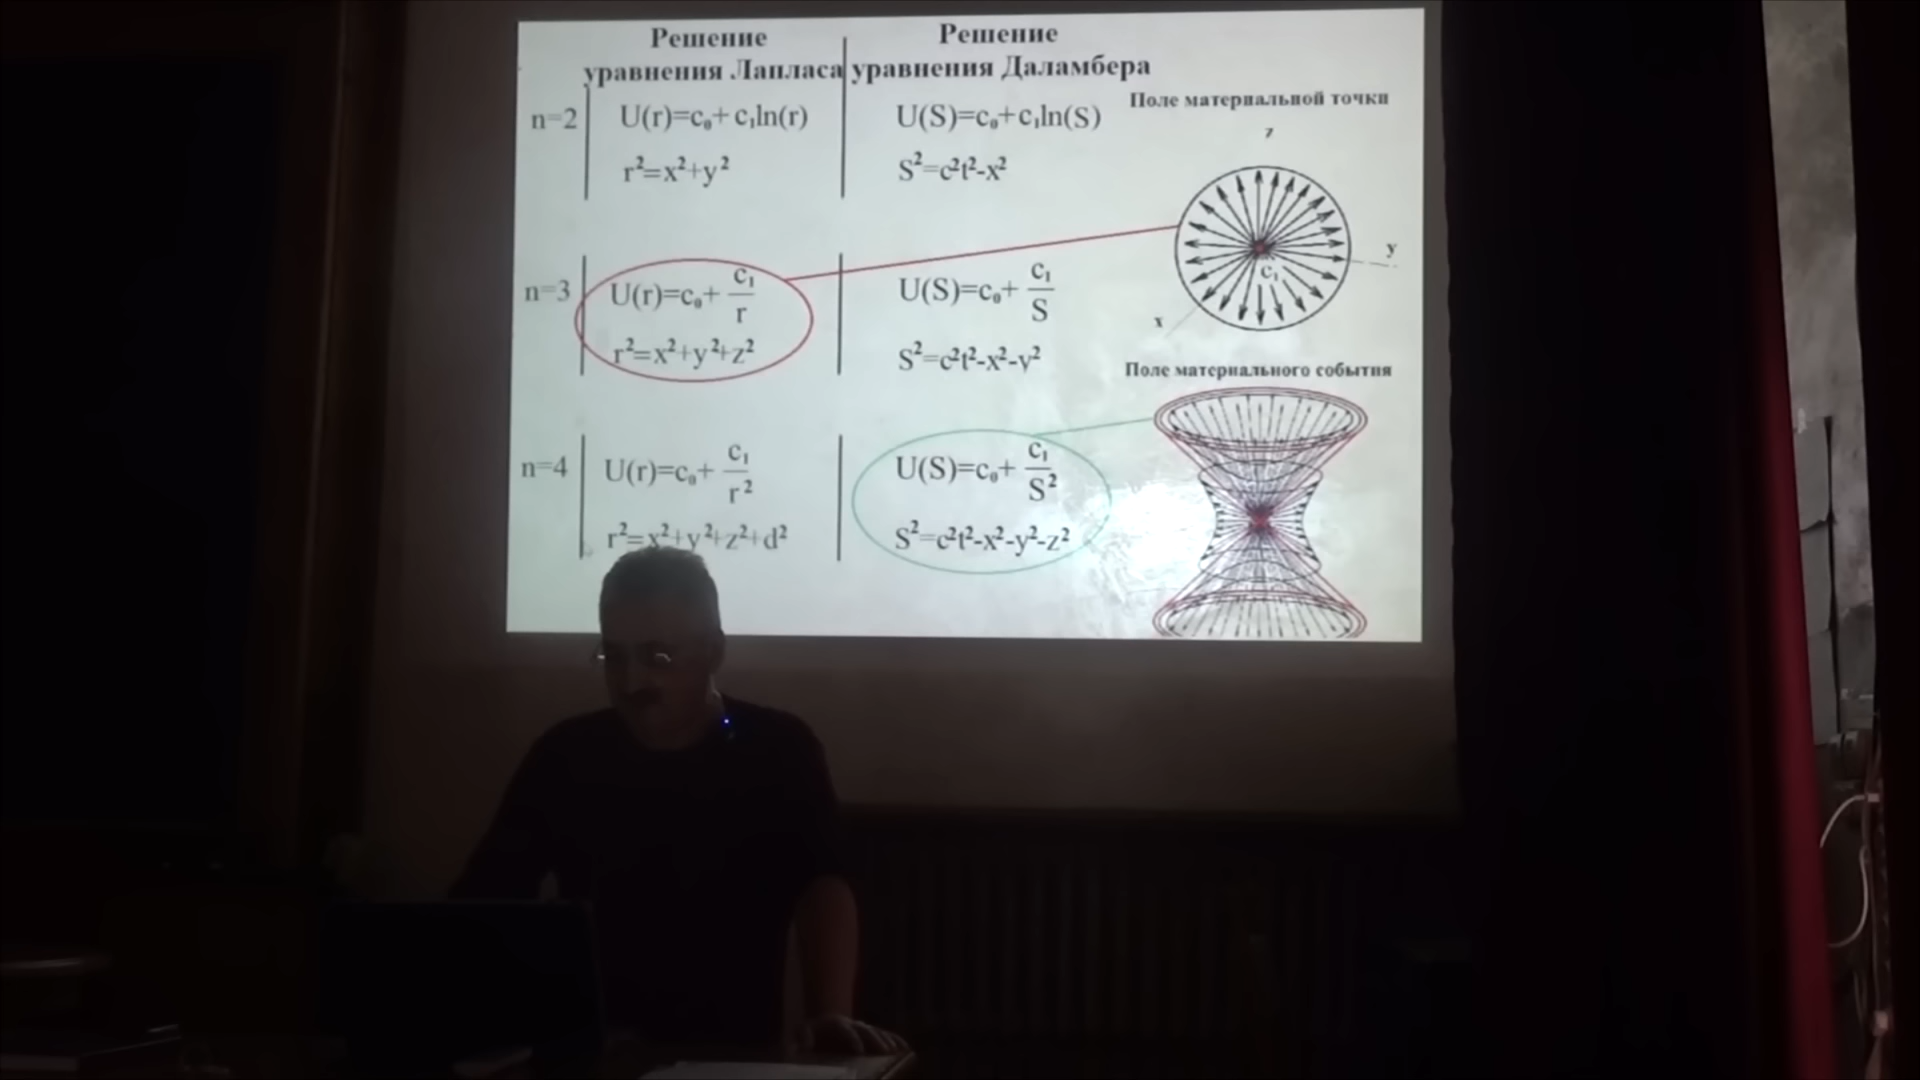 Решение
уравнения Лапласа
Решение
уравнения Даламбера
n=2
U(r)=c₀+c₁ln(r)
r²=x²+y²
U(S)=c₀+c₁ln(S)
S²=c²t²-x²
n=3
U(r)=c₀+ c₁/r
r²=x²+y²+z²
U(S)=c₀+ c₁/S
S²=c²t²-x²-y²
n=4
U(r)=c₀+ c₁/r²
r²=x²+y²+z²+d²
U(S)=c₀+ c₁/S²
S²=c²t²-x²-y²-z²
Поле материальной точки
z
y
c₁
x
Поле материального события